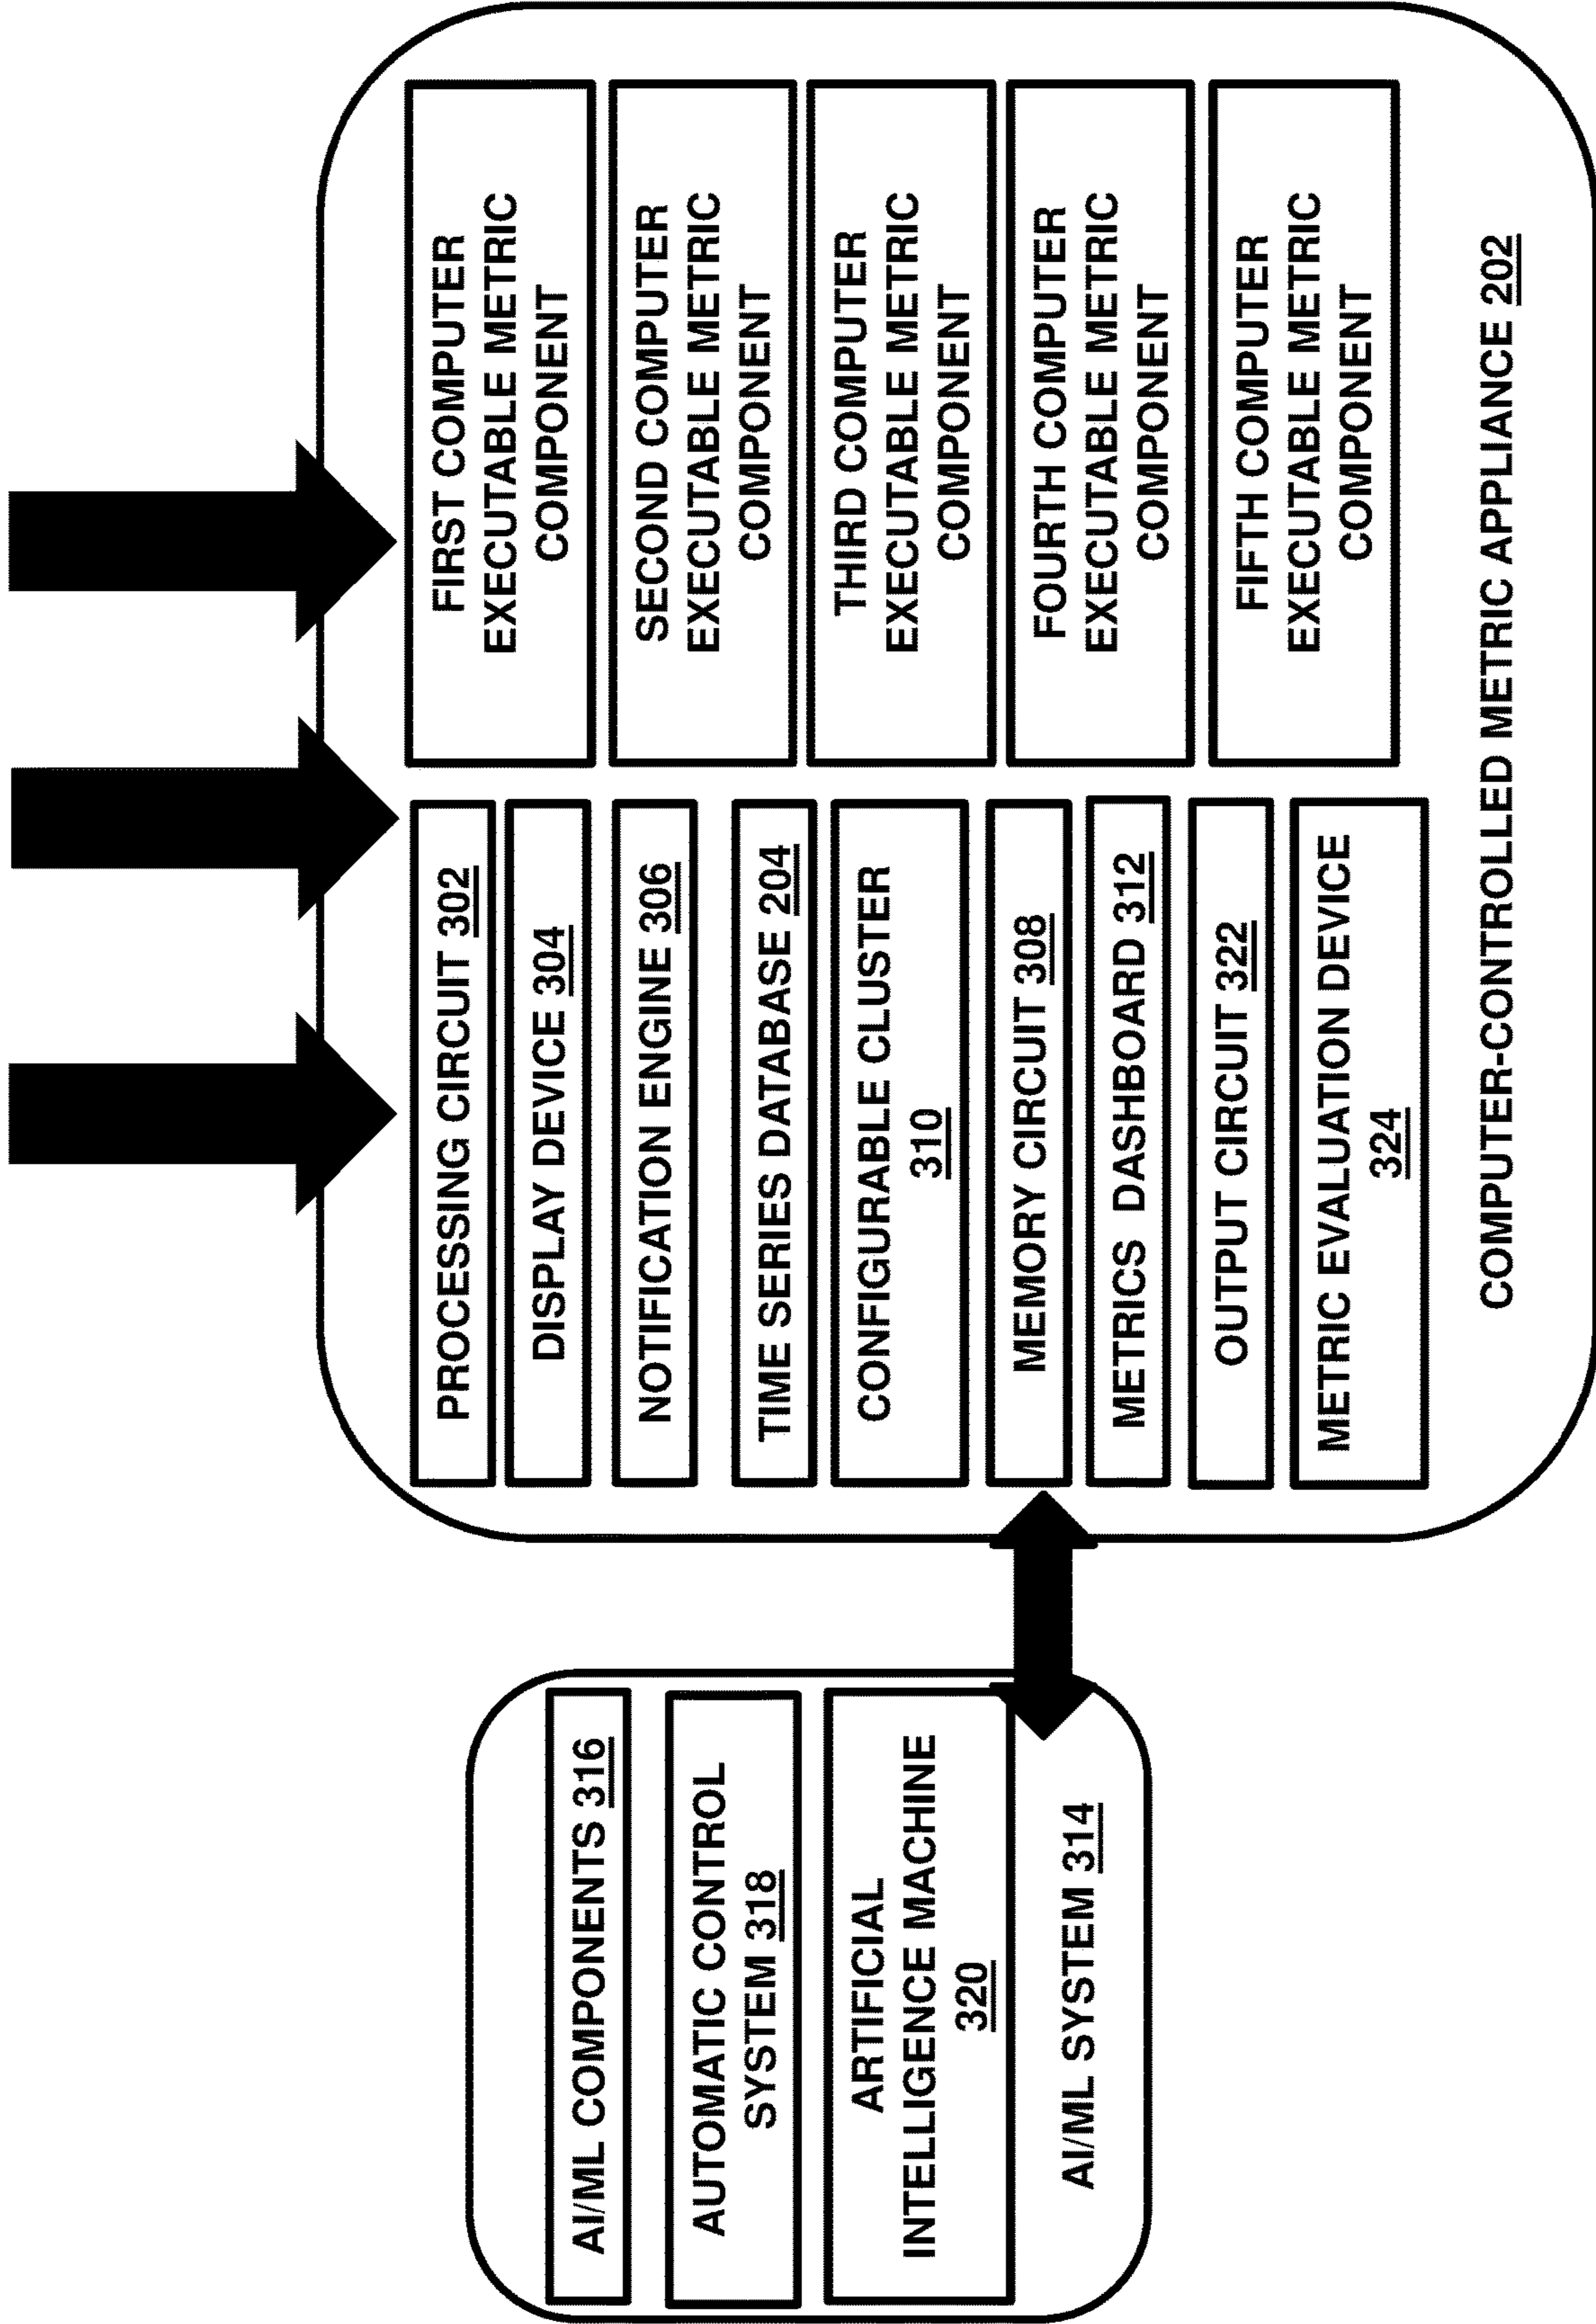 AI/ML COMPONENTS 316
AUTOMATIC CONTROL
SYSTEM 318
ARTIFICIAL
INTELLIGENCE MACHINE
320
AI/ML SYSTEM 314
PROCESSING CIRCUIT 302
DISPLAY DEVICE 304
NOTIFICATION ENGINE 306
TIME SERIES DATABASE 204
CONFIGURABLE CLUSTER
310
MEMORY CIRCUIT 308
METRICS DASHBOARD 312
OUTPUT CIRCUIT 322
METRIC EVALUATION DEVICE
324
FIRST COMPUTER
EXECUTABLE METRIC
COMPONENT
SECOND COMPUTER
EXECUTABLE METRIC
COMPONENT
THIRD COMPUTER
EXECUTABLE METRIC
COMPONENT
FOURTH COMPUTER
EXECUTABLE METRIC
COMPONENT
FIFTH COMPUTER
EXECUTABLE METRIC
COMPONENT
COMPUTER-CONTROLLED METRIC APPLIANCE 202